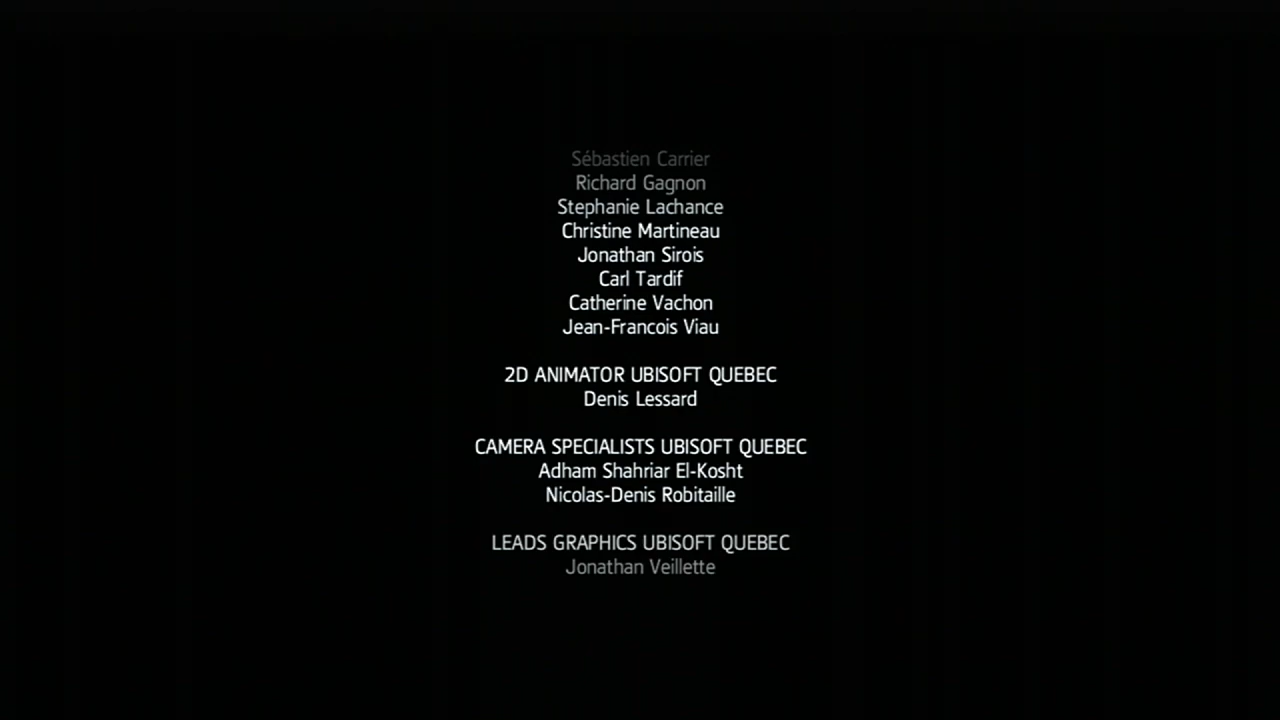 Sébastien Carrier
Richard Gagnon
Stephanie Lachance
Christine Martineau
Jonathan Sirois
Carl Tardif
Catherine Vachon
Jean-Francois Viau
2D ANIMATOR UBISOFT QUEBEC
Denis Lessard
CAMERA SPECIALISTS UBISOFT QUEBEC
Adham Shahriar El-Kosht
Nicolas-Denis Robitaille
LEADS GRAPHICS UBISOFT QUEBEC
Jonathan Veillette